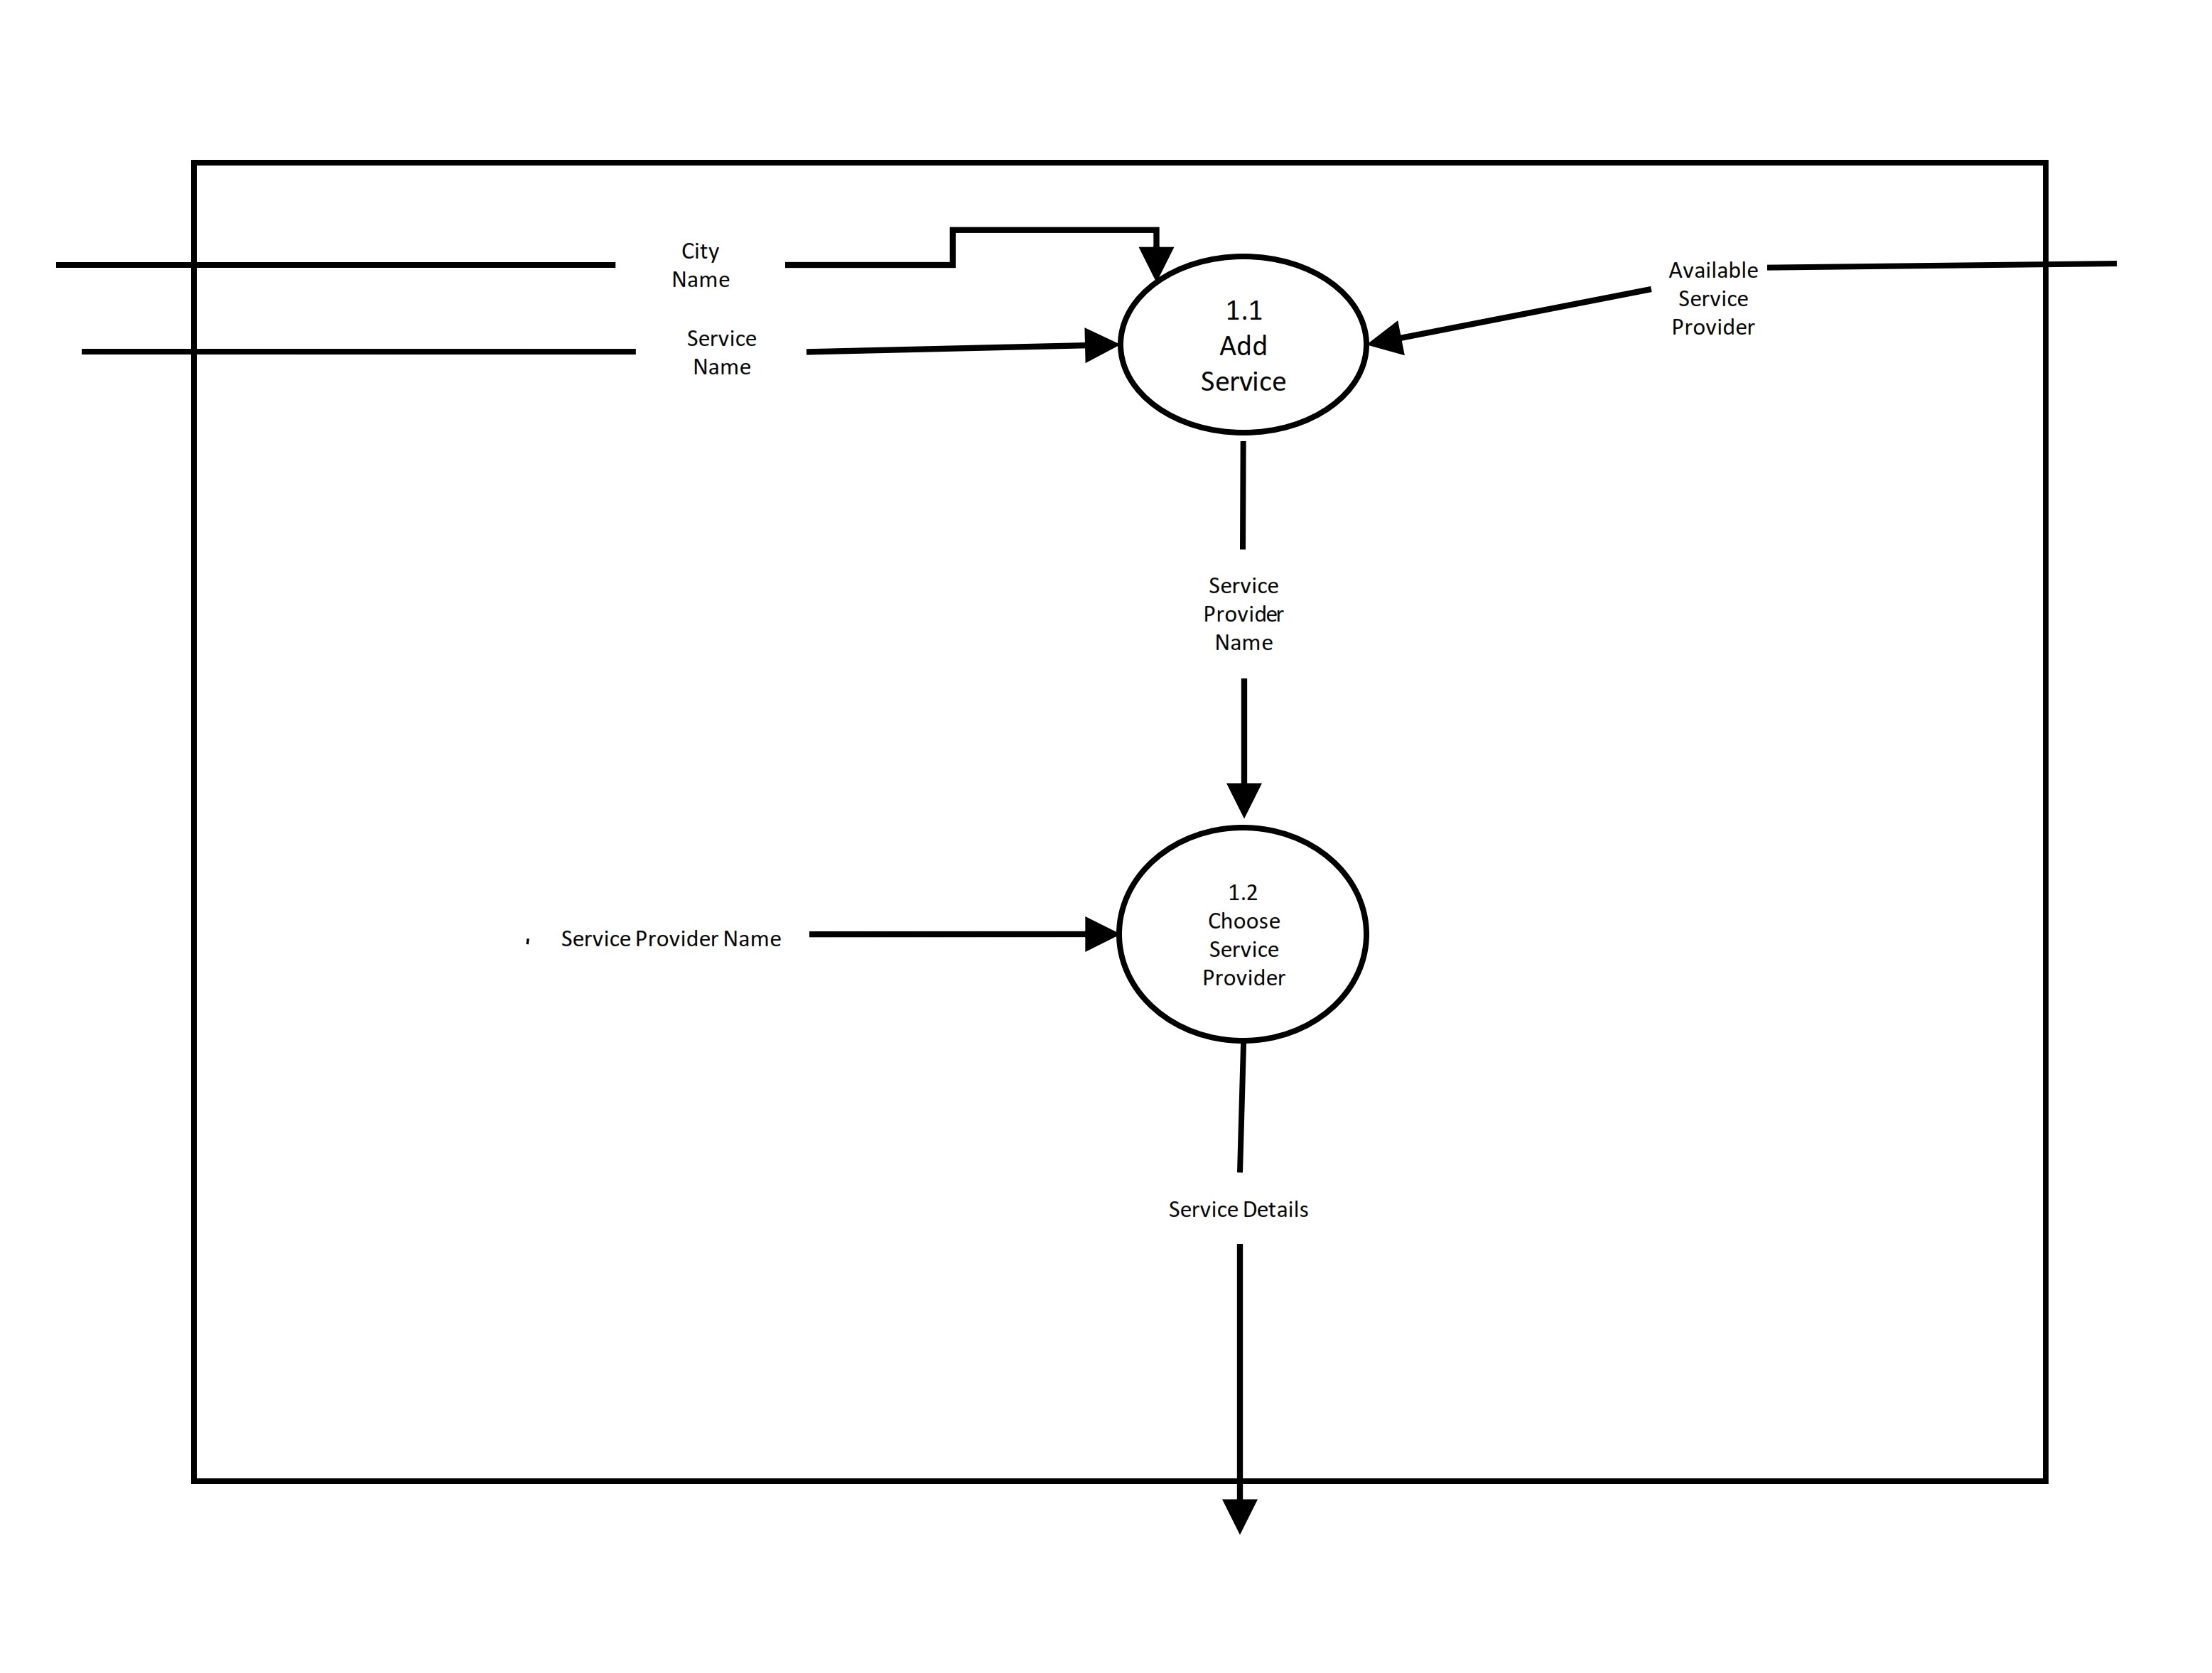 City
Name
Service
Name
1.1
Add
Service
Available
Service
Provider
Service
Provider
Name
Service Provider Name
1.2
Choose
Service
Provider
Service Details